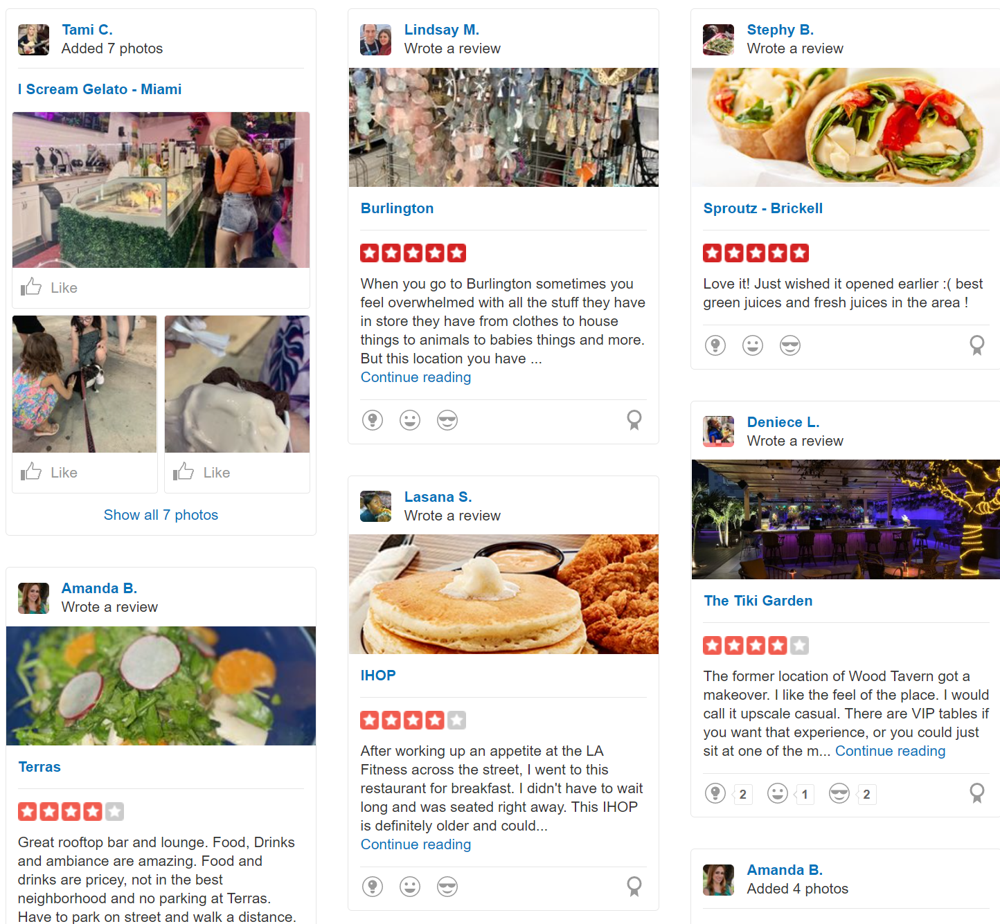 Tami C.
Added 7 photos
I Scream Gelato - Miami
Like
Like
Like
Show all 7 photos
Amanda B.
Wrote a review
Terras
Great rooftop bar and lounge. Food, Drinks
and ambiance are amazing. Food and
drinks are pricey, not in the best
neighborhood and no parking at Terras.
Have to park on street and walk a distance.
Lindsay M.
Wrote a review
Burlington
When you go to Burlington sometimes you
feel overwhelmed with all the stuff they have
in store they have from clothes to house
things to animals to babies things and more.
But this location you have ...
Continue reading
Lasana S.
Wrote a review
IHOP
After working up an appetite at the LA
Fitness across the street, I went to this
restaurant for breakfast. I didn't have to wait
long and was seated right away. This IHOP
is definitely older and could...
Continue reading
Stephy B.
Wrote a review
Sproutz - Brickell
Love it! Just wished it opened earlier :( best
green juices and fresh juices in the area !
Deniece L.
Wrote a review
The Tiki Garden
The former location of Wood Tavern got a
makeover. I like the feel of the place. I would
call it upscale casual. There are VIP tables if
you want that experience, or you could just
sit at one of the m... Continue reading
2 1 2
Amanda B.
Added 4 photos